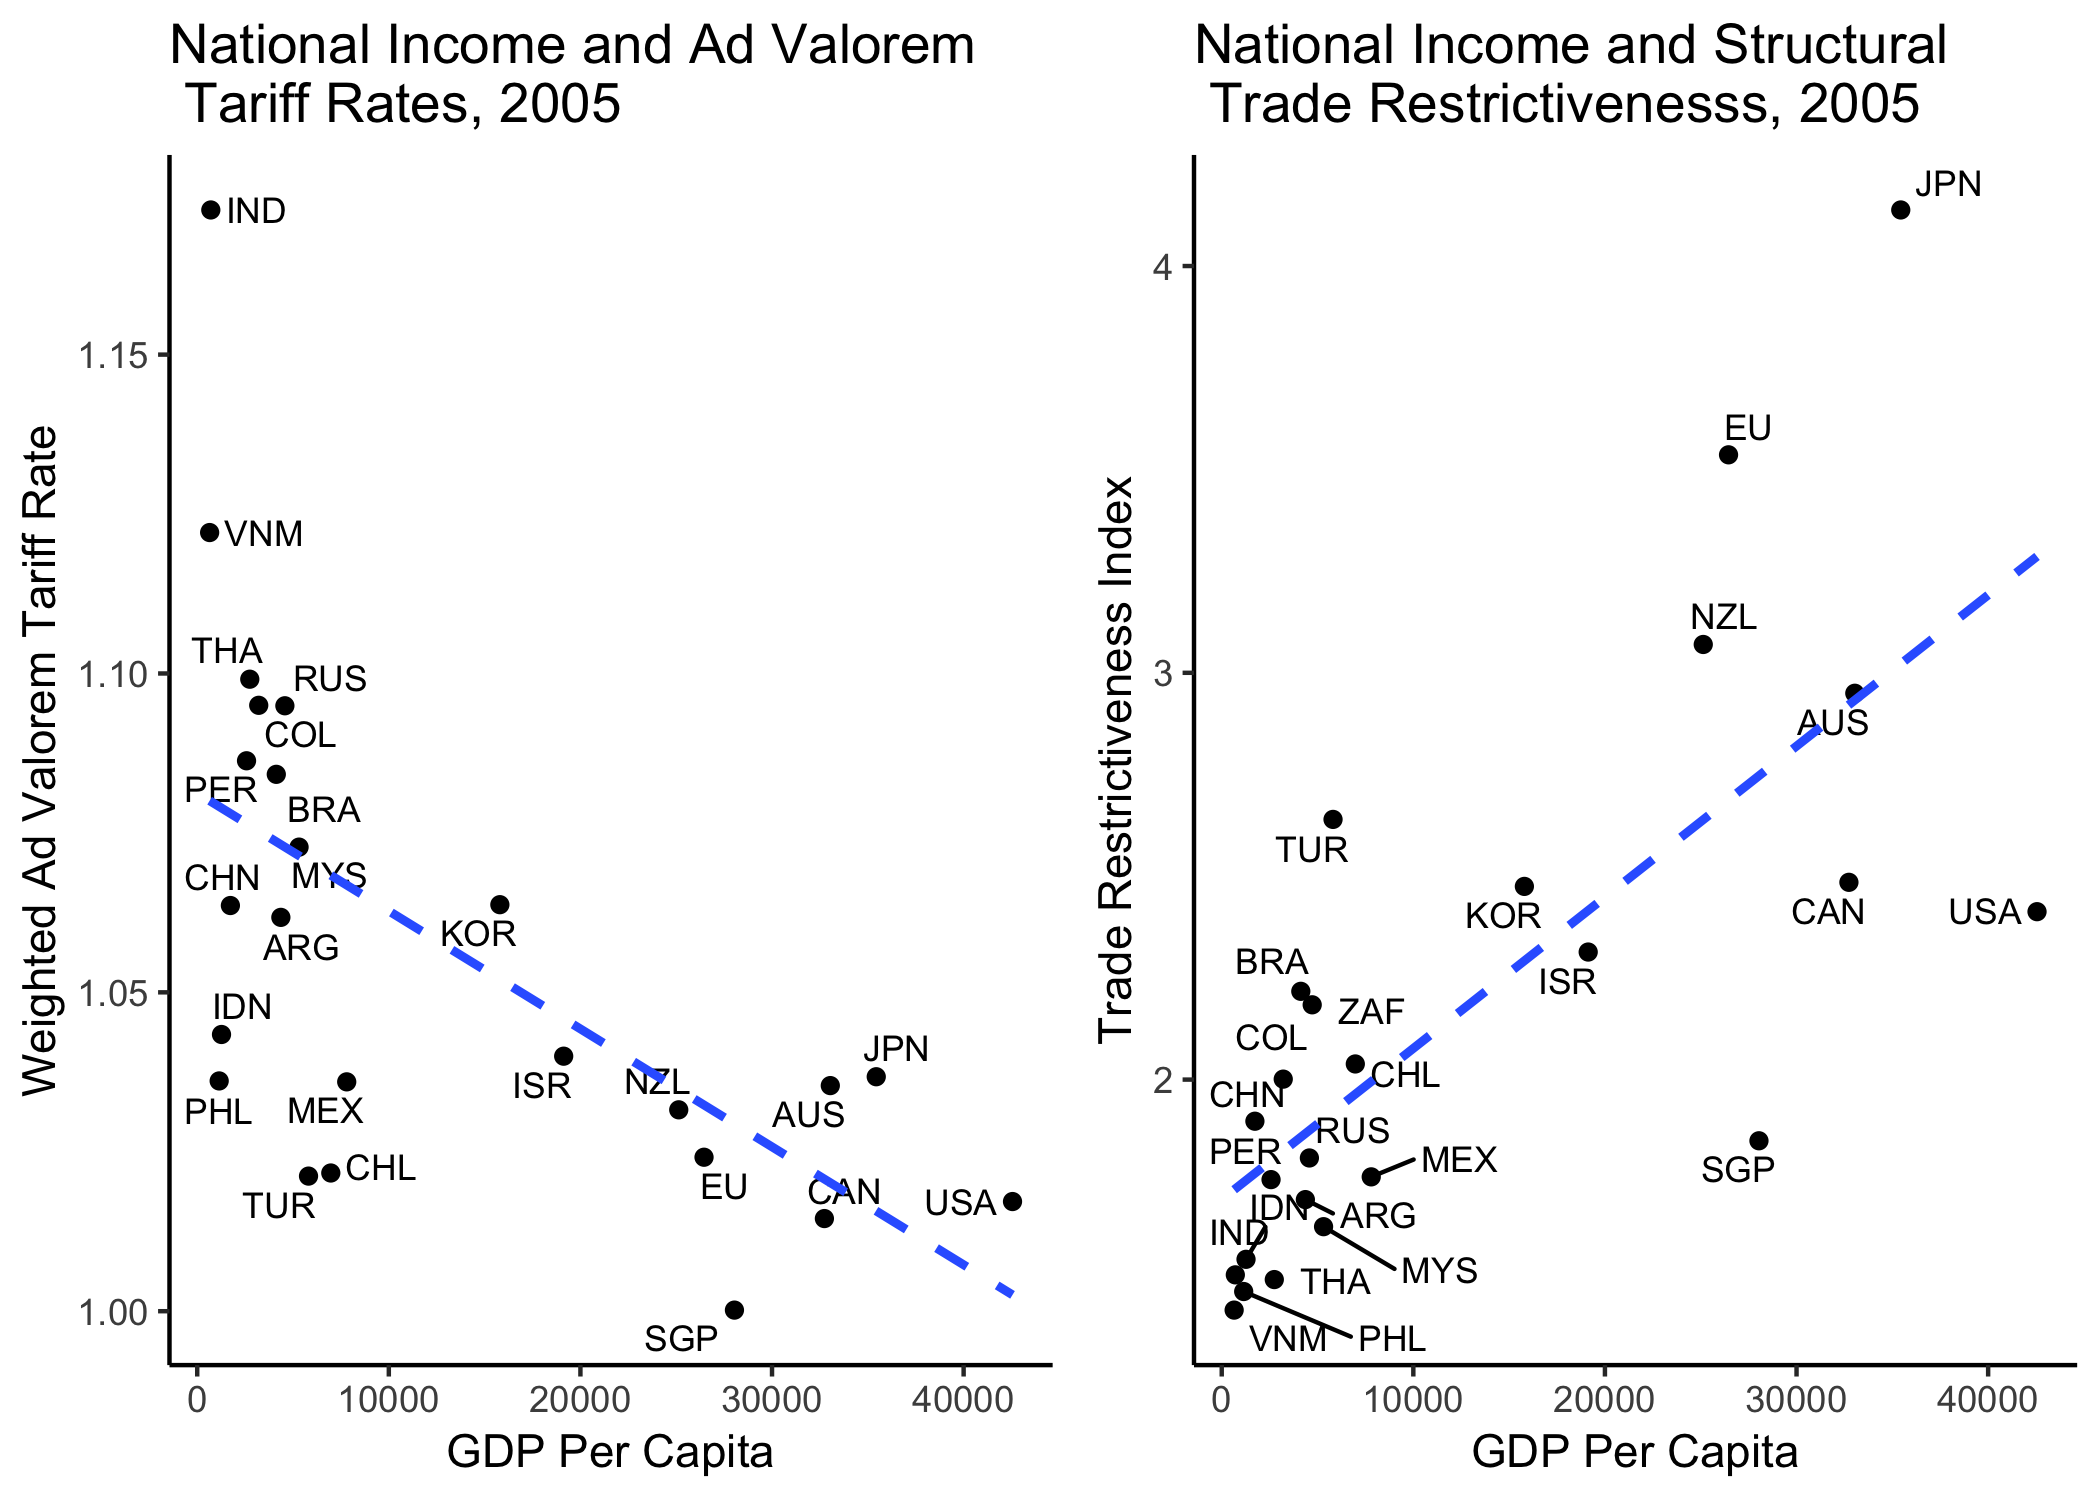 National Income and Ad Valorem
Tariff Rates, 2005
Weighted Ad Valorem Tariff Rate
1.15
1.10
1.05
1.00
IND
VNM
THA
RUS
COL
PER
BRA
CHN
MYS
ARG
KOR
IDN
PHL
MEX
ISR
NZL
JPN
AUS
TUR
CHL
EU
CAN
USA
SGP
0
10000
20000
30000
40000
GDP Per Capita
National Income and Structural
Trade Restrictivenesss, 2005
Trade Restrictiveness Index
4
3
2
JPN
EU
NZL
AUS
TUR
KOR
CAN
USA
ISR
BRA
ZAF
COL
CHL
CHN
RUS
PER
MEX
SGP
IDN
ARG
IND
MYS
THA
VNM
PHL
0
10000
20000
30000
40000
GDP Per Capita